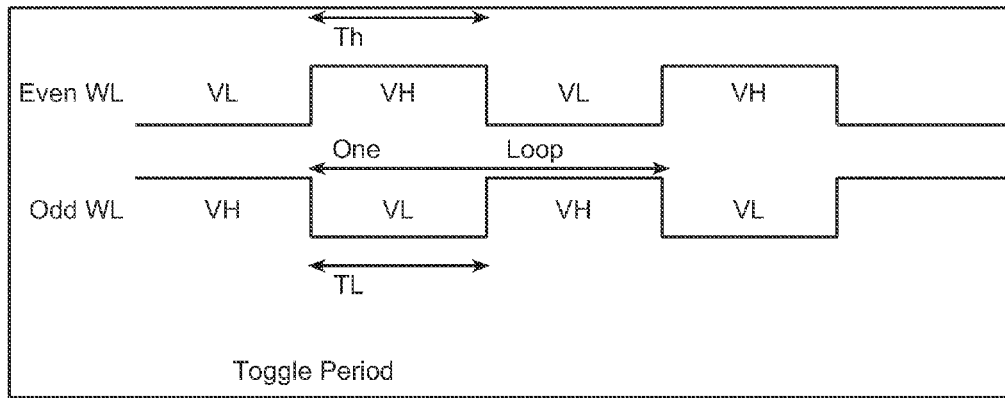 Th
Even WL VL VH VL VH
One Loop
Odd WL VH VL VH VL
TL
Toggle Period